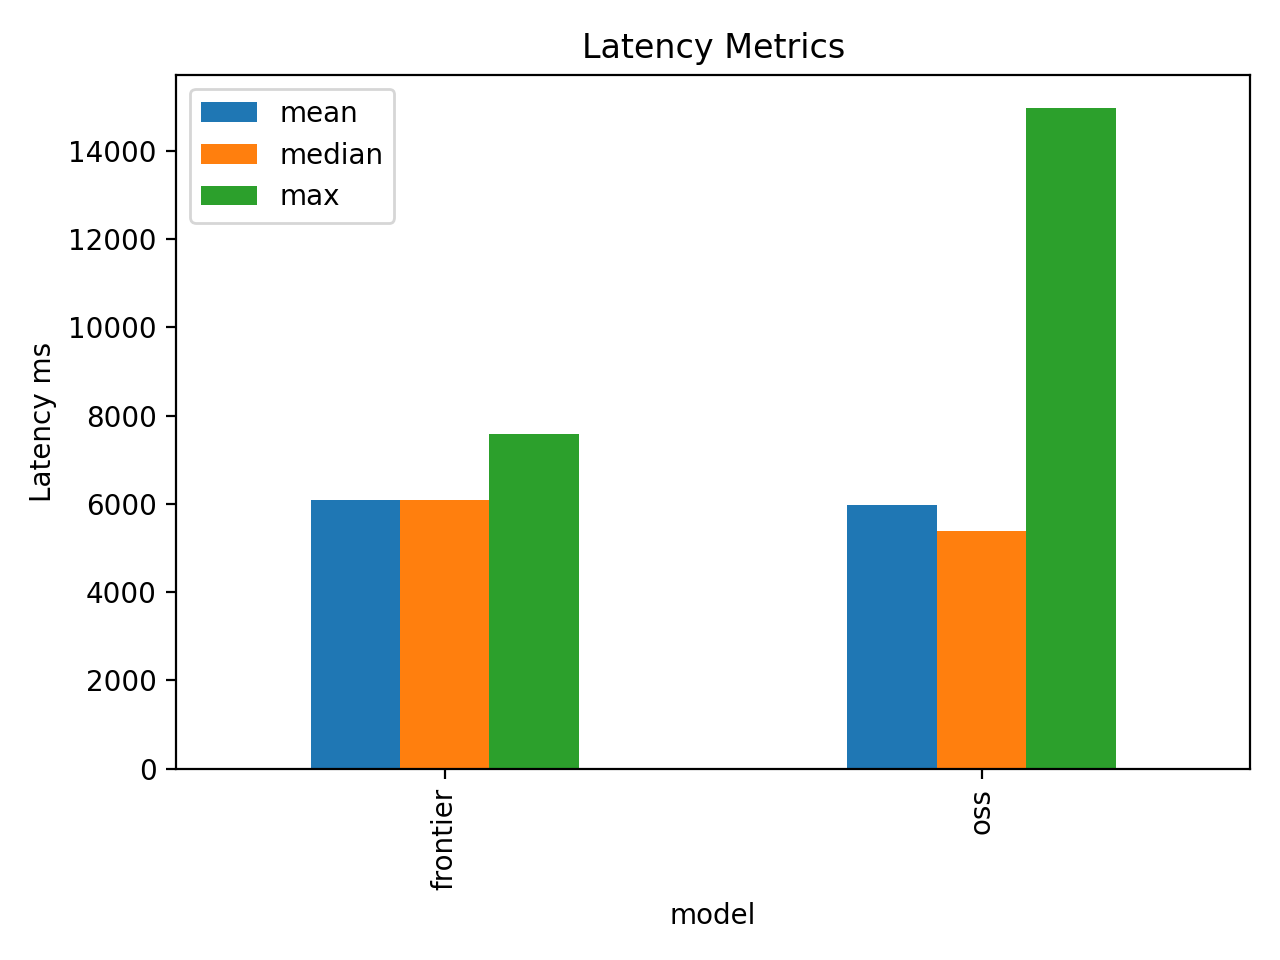 Latency Metrics
mean
median
max
14000
12000
10000
8000
6000
4000
2000
0
Latency ms
frontier
oss
model